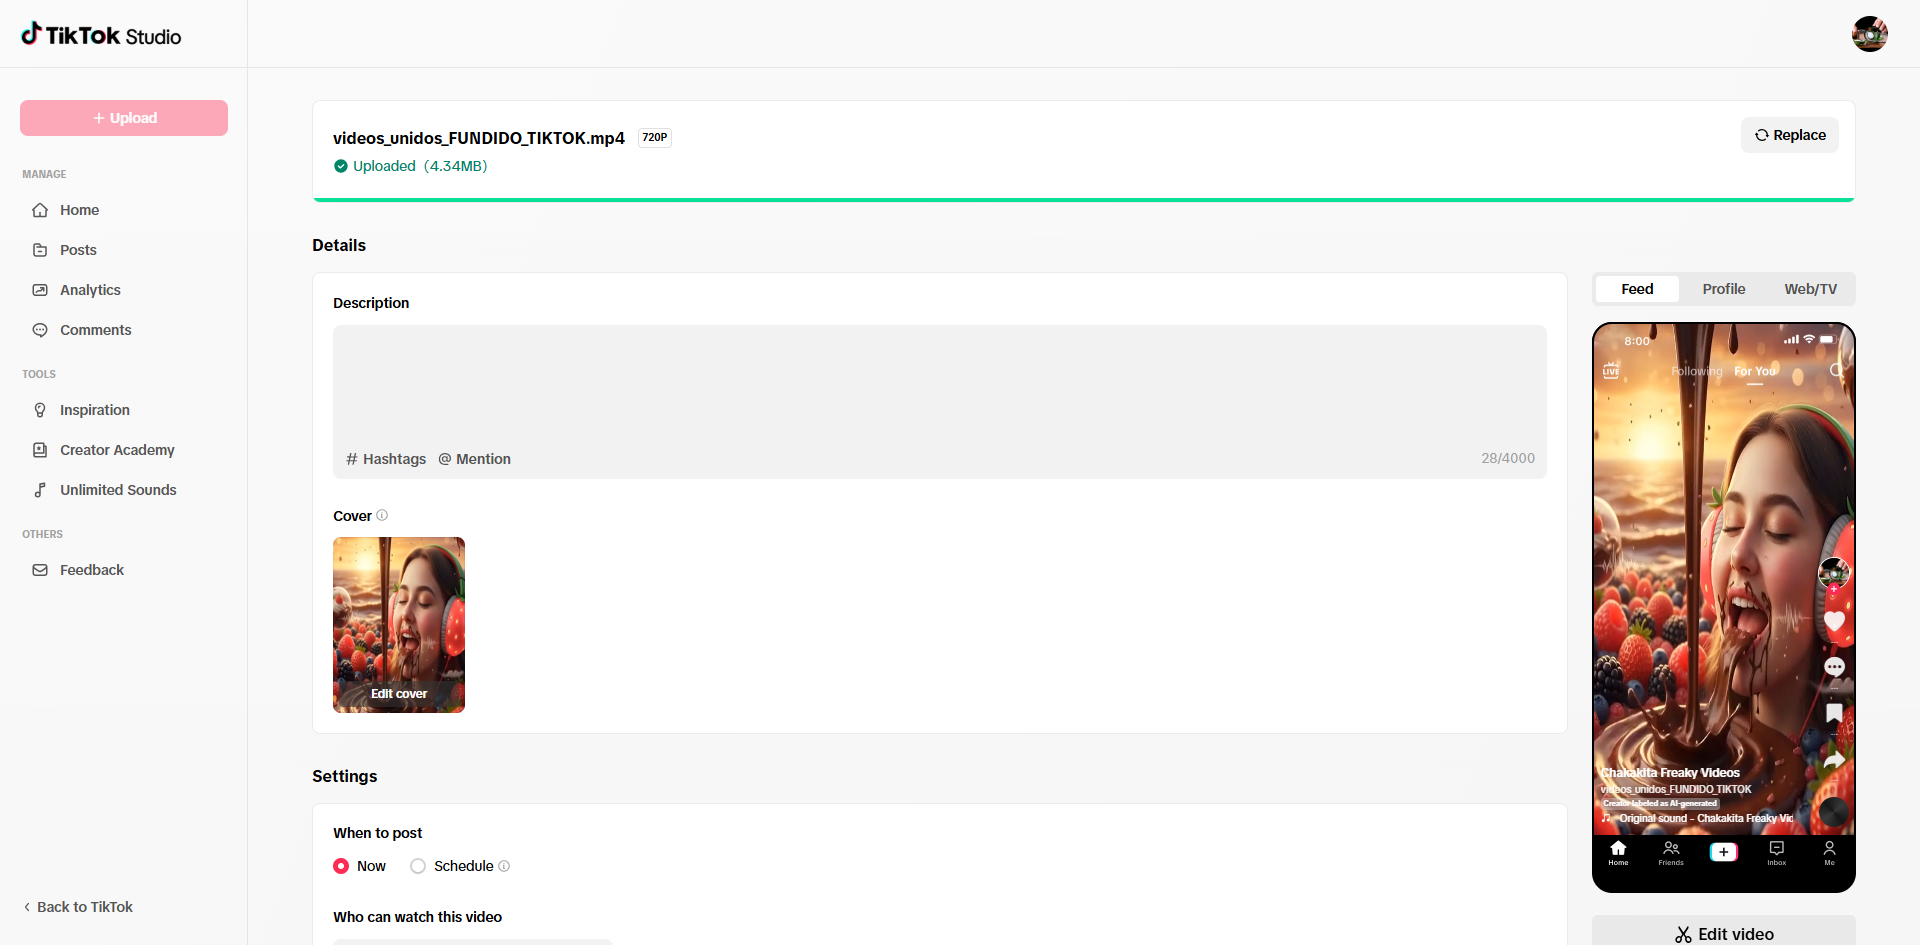 TikTok Studio
+ Upload
MANAGE
Home
Posts
Analytics
Comments
TOOLS
Inspiration
Creator Academy
Unlimited Sounds
OTHERS
Feedback
< Back to TikTok
videos_unidos_FUNDIDO_TIKTOK.mp4 720P
Uploaded (4.34MB)
Replace
Details
Description
# Hashtags @ Mention 28/4000
Cover
Edit cover
Settings
When to post
Now Schedule
Who can watch this video
Feed Profile Web/TV
8:00
LIVE Following For You
Chakakita Freaky Videos
videos_unidos_FUNDIDO_TIKTOK
Creator labeled as AI-generated
Original sound - Chakakita Freaky Vid
Home Friends Inbox Me
Edit video